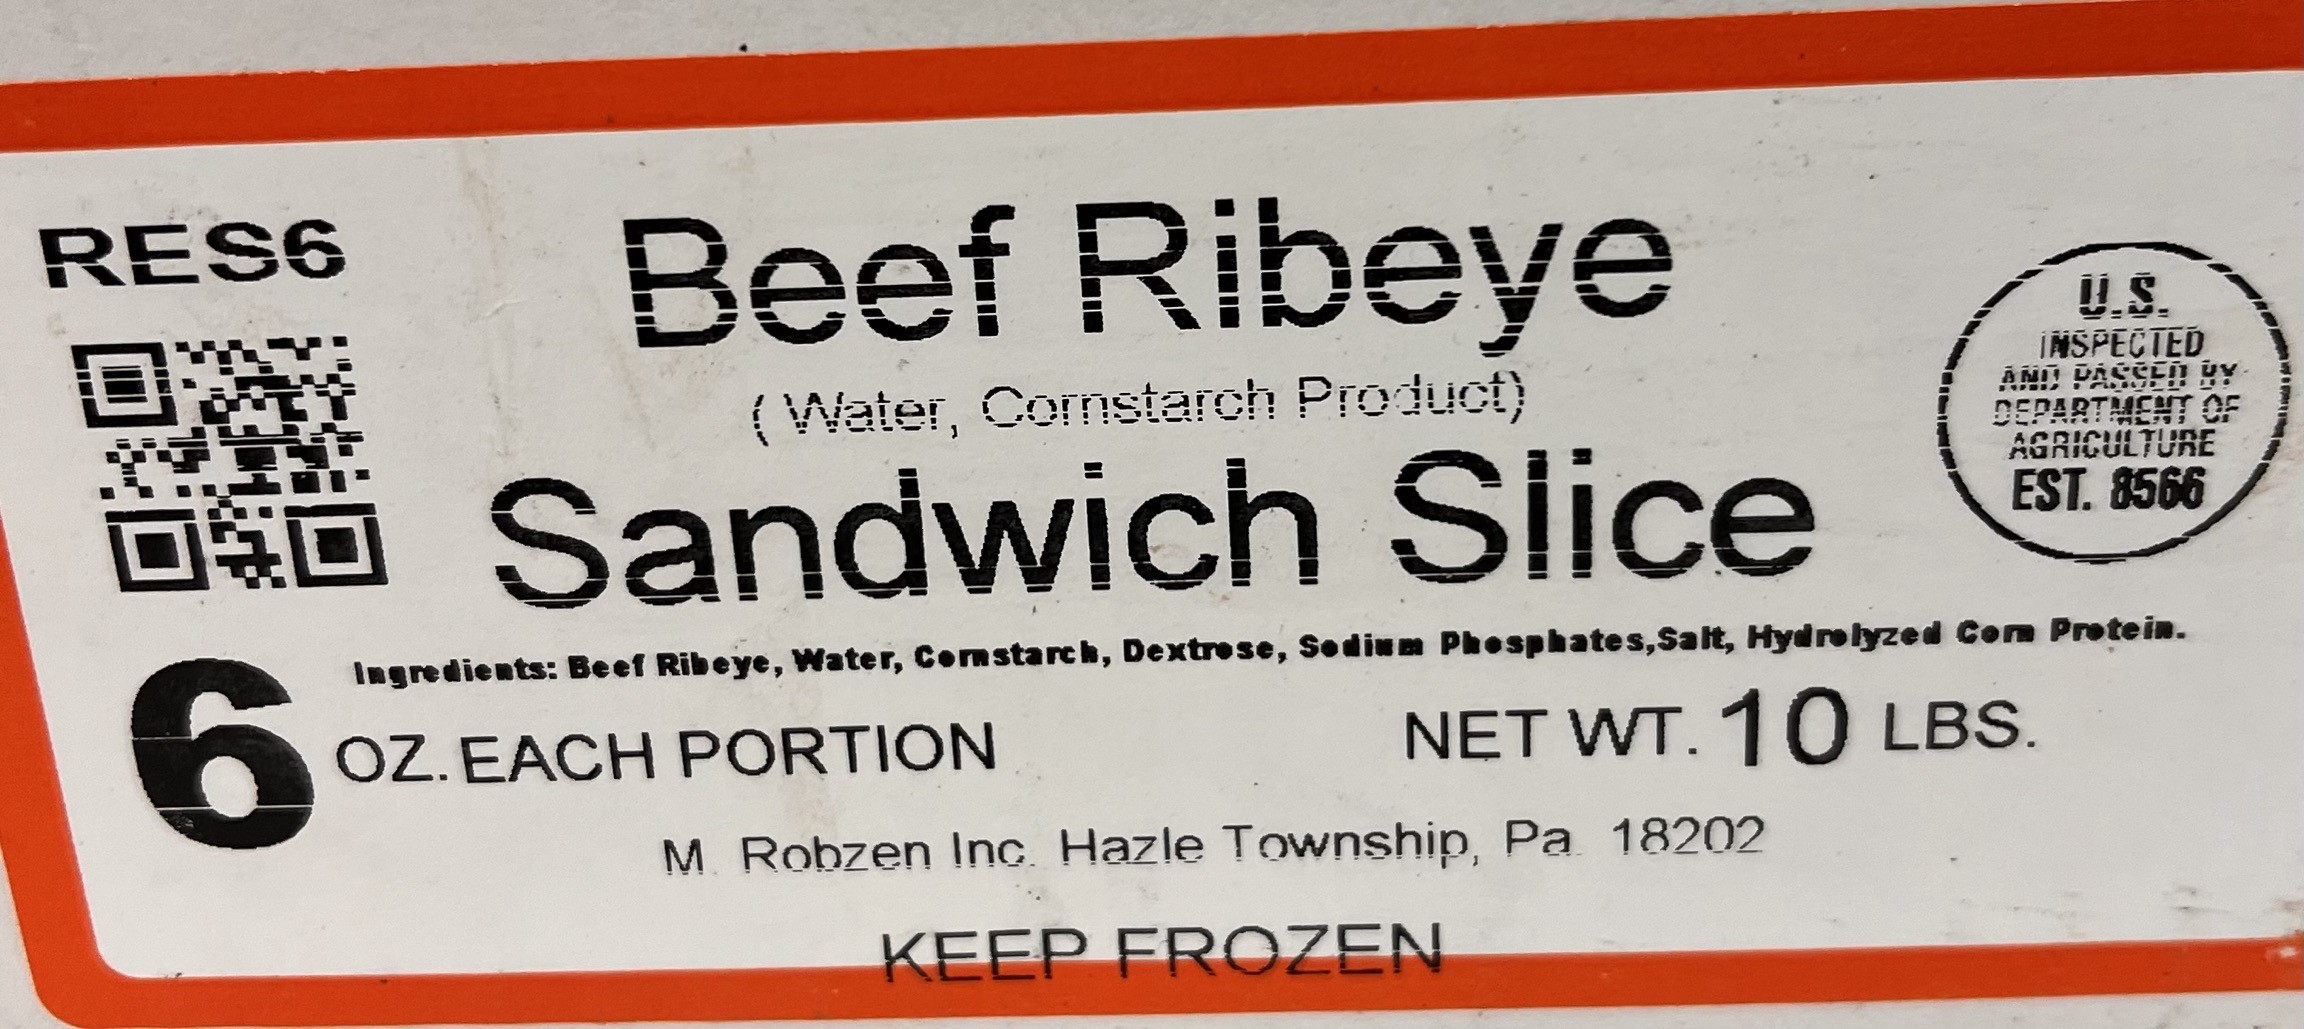 RES6
Beef Ribeye
( Water, Cornstarch Product)
Sandwich Slice
U.S.
INSPECTED
AND PASSED BY
DEPARTMENT OF
AGRICULTURE
EST. 8566
Ingredients: Beef Ribeye, Water, Cornstarch, Dextrose, Sodium Phosphates,Salt, Hydrolyzed Corn Protein.
6 OZ. EACH PORTION
NET WT. 10 LBS.
M. Robzen Inc. Hazle Township, Pa. 18202
KEEP FROZEN